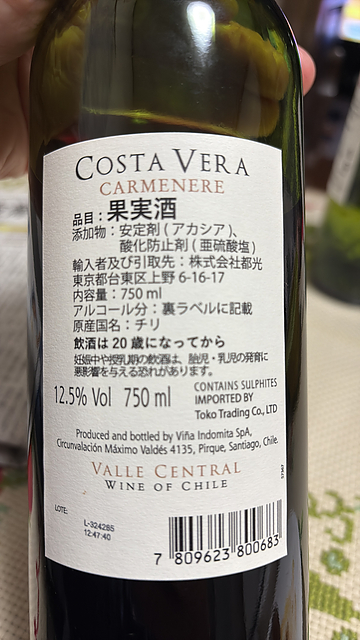 COSTA VERA
CARMENERE
品目：果実酒
添加物：安定剤 ( アカシア )、
酸化防止剤 ( 亜硫酸塩 )
輸入者及び引取先：株式会社都光
東京都台東区上野 6-16-17
内容量：750 ml
アルコール分：裏ラベルに記載
原産国名：チリ
飲酒は 20 歳になってから
妊娠中や授乳期の飲酒は、胎児・乳児の発育に
悪影響を与える恐れがあります。
12.5% Vol 750 ml
CONTAINS SULPHITES
IMPORTED BY
Toko Trading Co., LTD
Produced and bottled by Viña Indomita SpA,
Circunvalación Máximo Valdés 4135, Pirque, Santiago, Chile.
VALLE CENTRAL
WINE OF CHILE
LOTE:
L-324285
12:47:40
7 809623 800683